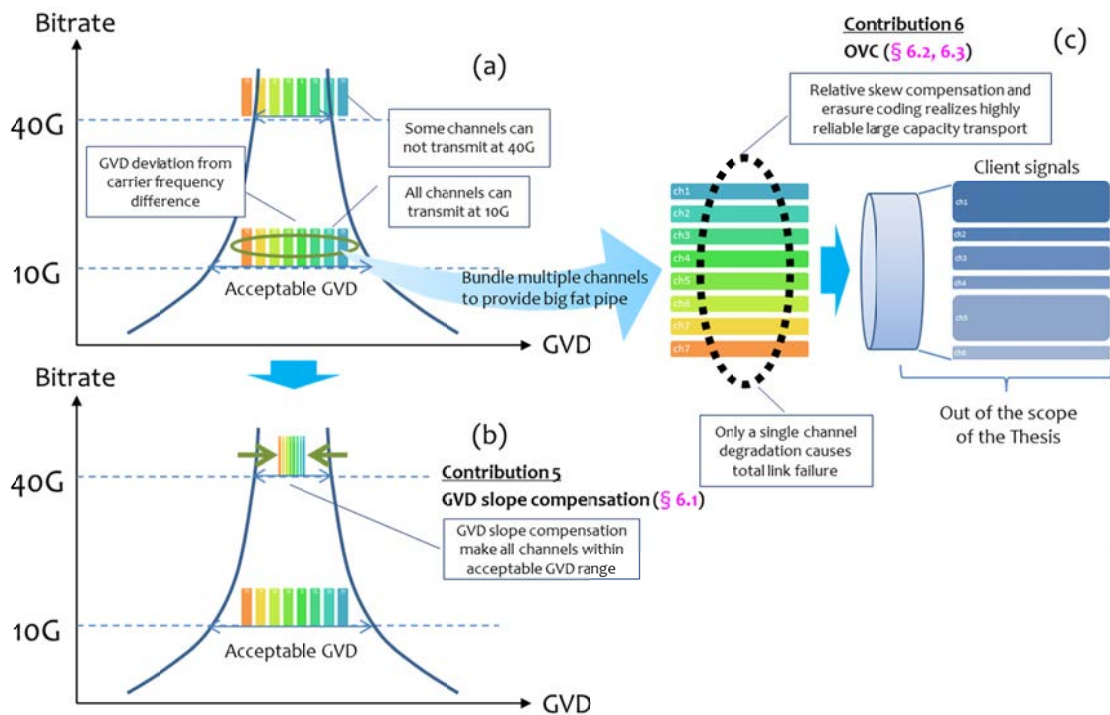 Bitrate
(a)
40G
Some channels can
not transmit at 40G
GVD deviation from
carrier frequency
difference
All channels can
transmit at 10G
10G
Acceptable GVD
GVD
Bundle multiple channels
to provide big fat pipe
Contribution 6
(c)
OVC (§ 6.2, 6.3)
Relative skew compensation and
erasure coding realizes highly
reliable large capacity transport
ch1
ch2
ch3
ch4
ch5
ch6
ch7
ch7
Client signals
ch1
ch2
ch3
ch4
ch5
ch6
Out of the scope
of the Thesis
Only a single channel
degradation causes
total link failure
Bitrate
(b)
40G
Contribution 5
GVD slope compensation (§ 6.1)
GVD slope compensation
make all channels within
acceptable GVD range
10G
Acceptable GVD
GVD